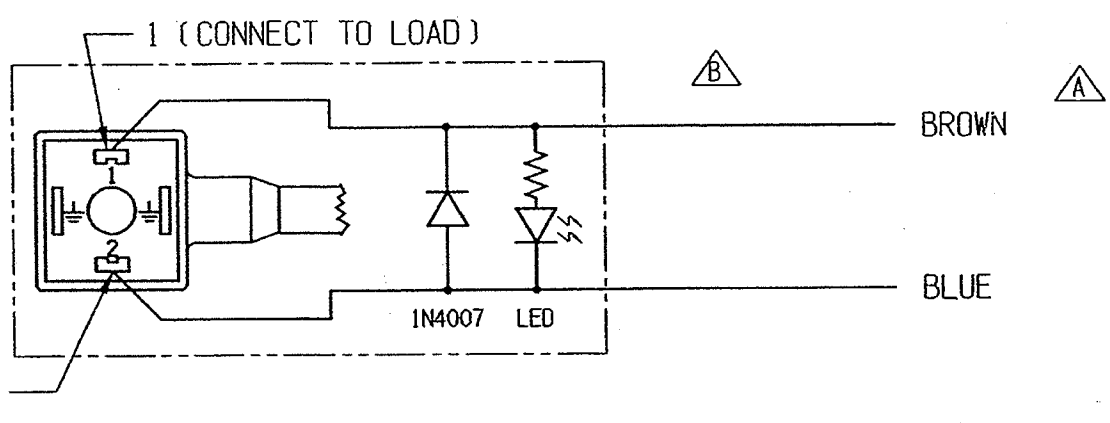 1 (CONNECT TO LOAD)
B
A
BROWN
1
2
BLUE
1N4007 LED